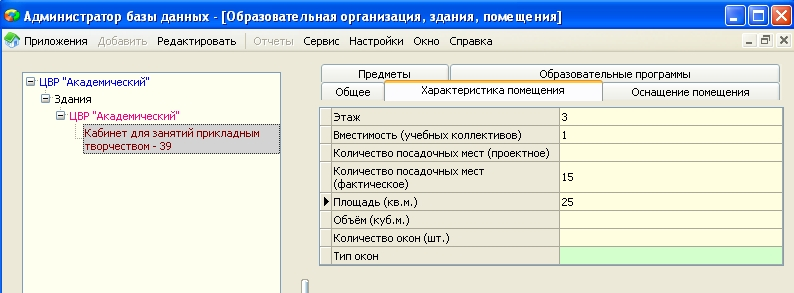 Администратор базы данных - [Образовательная организация, здания, помещения]
Приложения Добавить Редактировать Отчеты Сервис Настройки Окно Справка
ЦВР "Академический"
Здания
ЦВР "Академический"
Кабинет для занятий прикладным
творчеством - 39
Предметы Образовательные программы
Общее Характеристика помещения Оснащение помещения
Этаж 3
Вместимость (учебных коллективов) 1
Количество посадочных мест (проектное)
Количество посадочных мест
(фактическое) 15
Площадь (кв.м.) 25
Объём (куб.м.)
Количество окон (шт.)
Тип окон